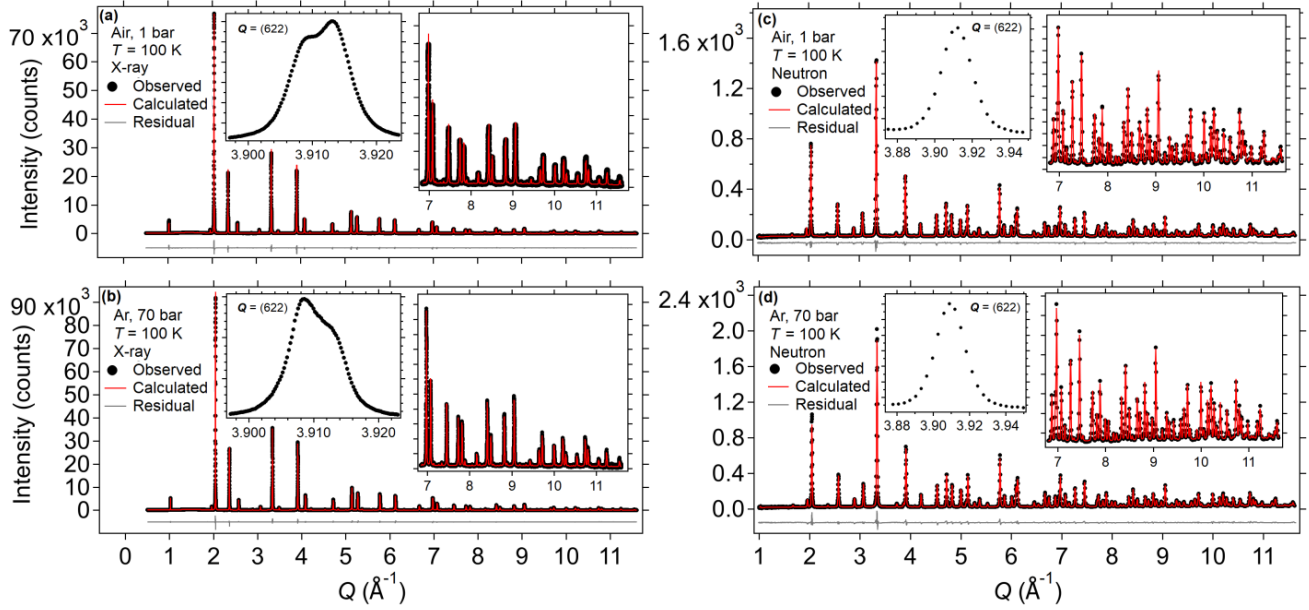 (a)
Air, 1 bar
T = 100 K
X-ray
Observed
Calculated
Residual
Q = (622)
3.900 3.910 3.920
7 8 9 10 11
70 x10³
60
50
40
30
20
10
0
Intensity (counts)
(b)
Ar, 70 bar
T = 100 K
X-ray
Observed
Calculated
Residual
Q = (622)
3.900 3.910 3.920
7 8 9 10 11
90 x10³
80
70
60
50
40
30
20
10
0
Intensity (counts)
0 1 2 3 4 5 6 7 8 9 10 11
Q (Å⁻¹)
(c)
Air, 1 bar
T = 100 K
Neutron
Observed
Calculated
Residual
Q = (622)
3.88 3.90 3.92 3.94
7 8 9 10 11
1.6 x10³
1.2
0.8
0.4
0.0
(d)
Ar, 70 bar
T = 100 K
Neutron
Observed
Calculated
Residual
Q = (622)
3.88 3.90 3.92 3.94
7 8 9 10 11
2.4 x10³
2.0
1.6
1.2
0.8
0.4
0.0
1 2 3 4 5 6 7 8 9 10 11
Q (Å⁻¹)